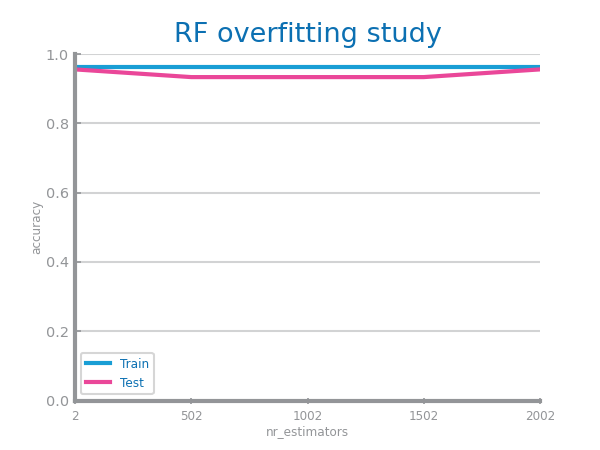 RF overfitting study
1.0
0.8
0.6
0.4
0.2
0.0
accuracy
Train
Test
2 502 1002 1502 2002
nr_estimators